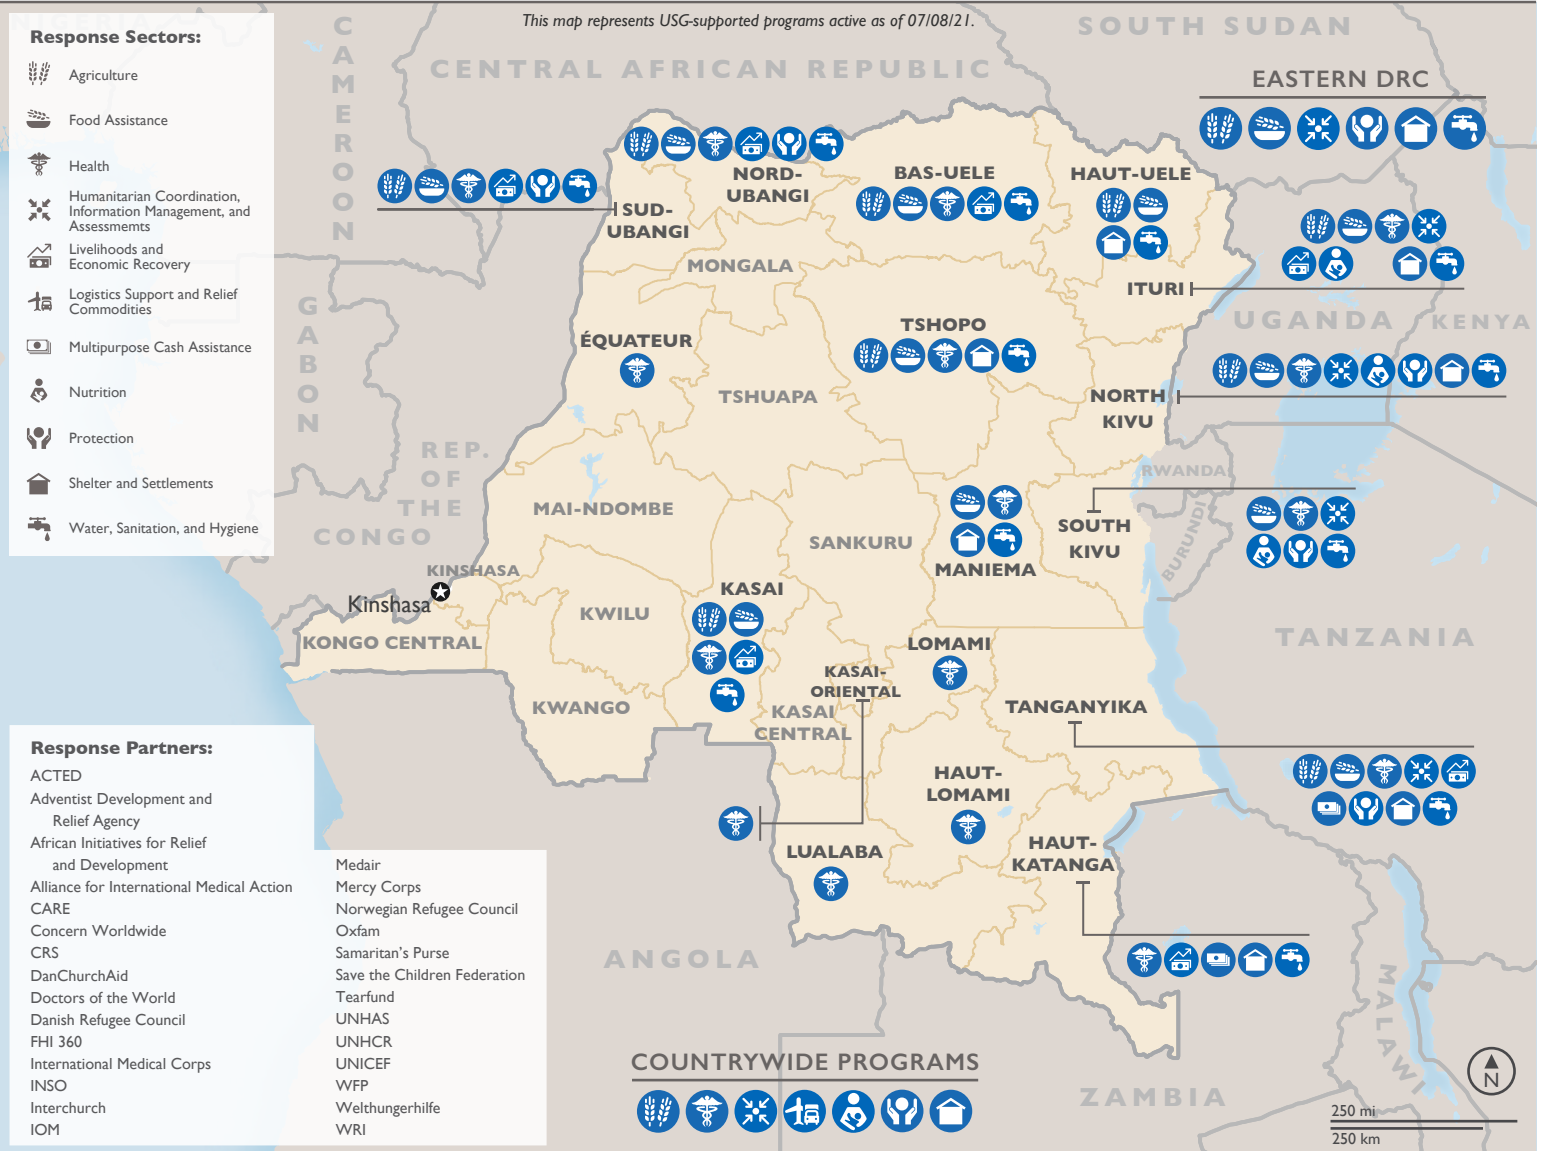 This map represents USG-supported programs active as of 07/08/21.
NIGERIA
Response Sectors:
Agriculture
Food Assistance
Health
Humanitarian Coordination,
Information Management, and
Assessmemts
Livelihoods and
Economic Recovery
Logistics Support and Relief
Commodities
Multipurpose Cash Assistance
Nutrition
Protection
Shelter and Settlements
Water, Sanitation, and Hygiene
CAMEROON
CENTRAL AFRICAN REPUBLIC
SOUTH SUDAN
EASTERN DRC
NORD-
UBANGI
BAS-UELE
HAUT-UELE
SUD-
UBANGI
MONGALA
ITURI
GABON
UGANDA
KENYA
ÉQUATEUR
TSHOPO
TSHUAPA
NORTH
KIVU
REP.
OF
THE
CONGO
RWANDA
BURUNDI
MAI-NDOMBE
SANKURU
SOUTH
KIVU
MANIEMA
KINSHASA
Kinshasa
KASAI
KWILU
KONGO CENTRAL
TANZANIA
LOMAMI
KASAI-
ORIENTAL
KWANGO
KASAI
CENTRAL
TANGANYIKA
HAUT-
LOMAMI
HAUT-
KATANGA
LUALABA
ANGOLA
MALAWI
ZAMBIA
COUNTRYWIDE PROGRAMS
N
250 mi
250 km
Response Partners:
ACTED
Adventist Development and
Relief Agency
African Initiatives for Relief
and Development
Alliance for International Medical Action
CARE
Concern Worldwide
CRS
DanChurchAid
Doctors of the World
Danish Refugee Council
FHI 360
International Medical Corps
INSO
Interchurch
IOM
Medair
Mercy Corps
Norwegian Refugee Council
Oxfam
Samaritan's Purse
Save the Children Federation
Tearfund
UNHAS
UNHCR
UNICEF
WFP
Welthungerhilfe
WRI